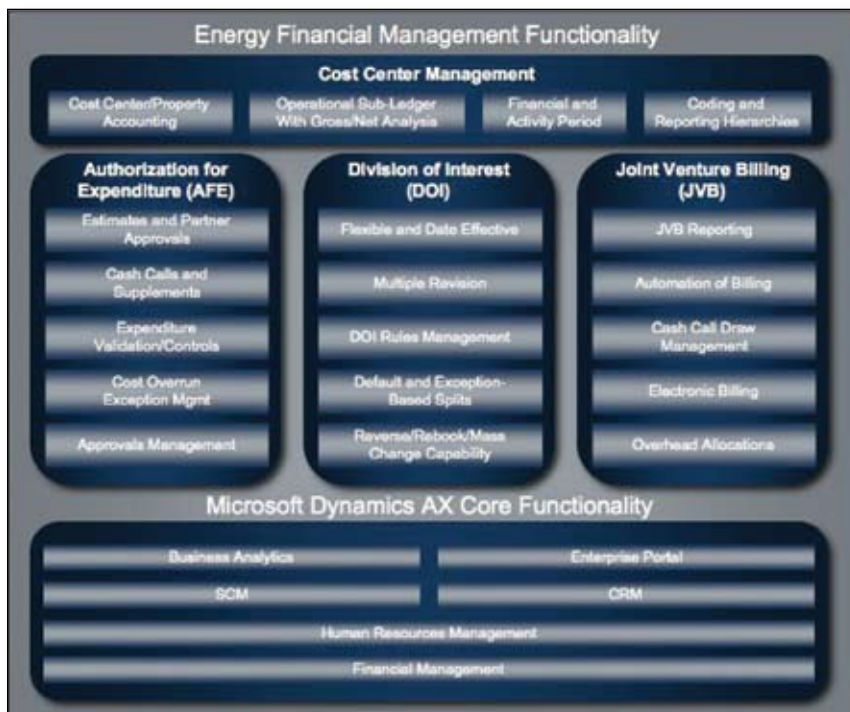 Energy Financial Management Functionality
Cost Center Management
Cost Center/Property
Accounting
Operational Sub-Ledger
With Gross/Net Analysis
Financial and
Activity Period
Coding and
Reporting Hierarchies
Authorization for
Expenditure (AFE)
Estimates and Partner
Approvals
Cash Calls and
Supplements
Expenditure
Validation/Controls
Cost Overrun
Exception Mgmt
Approvals Management
Division of Interest
(DOI)
Flexible and Date Effective
Multiple Revision
DOI Rules Management
Default and Exception-
Based Splits
Reverse/Rebook/Mass
Change Capability
Joint Venture Billing
(JVB)
JVB Reporting
Automation of Billing
Cash Call Draw
Management
Electronic Billing
Overhead Allocations
Microsoft Dynamics AX Core Functionality
Business Analytics
Enterprise Portal
SCM
CRM
Human Resources Management
Financial Management